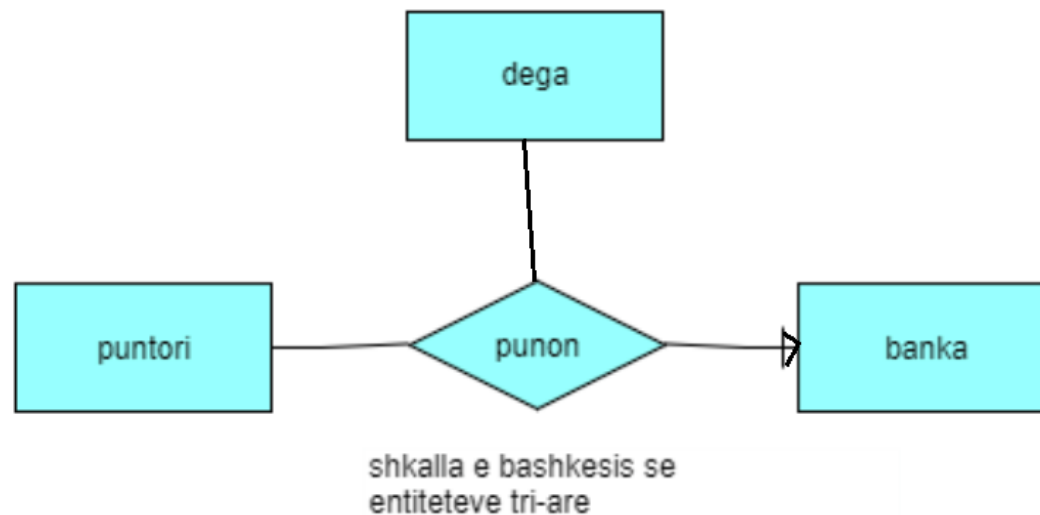 dega
puntori
punon
banka
shkalla e bashkesis se
entiteteve tri-are